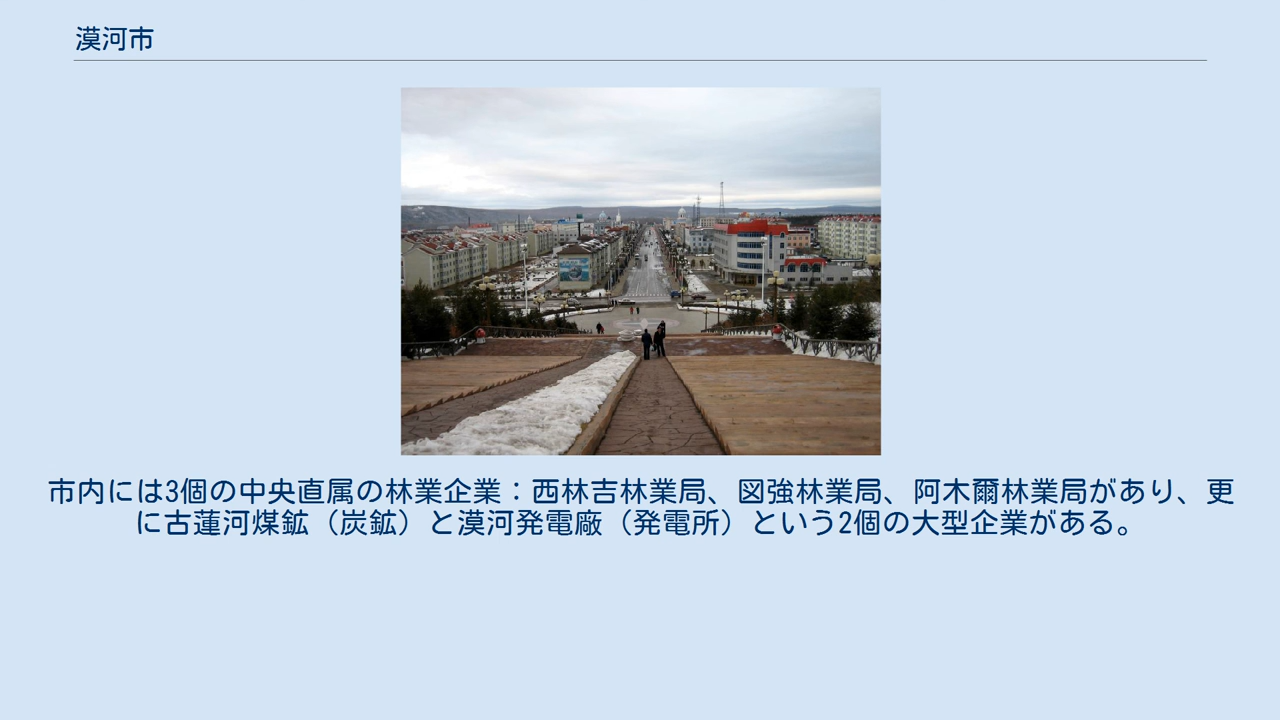 漠河市
市内には3個の中央直属の林業企業：西林吉林業局、図強林業局、阿木爾林業局があり、更
に古蓮河煤鉱（炭鉱）と漠河発電廠（発電所）という2個の大型企業がある。